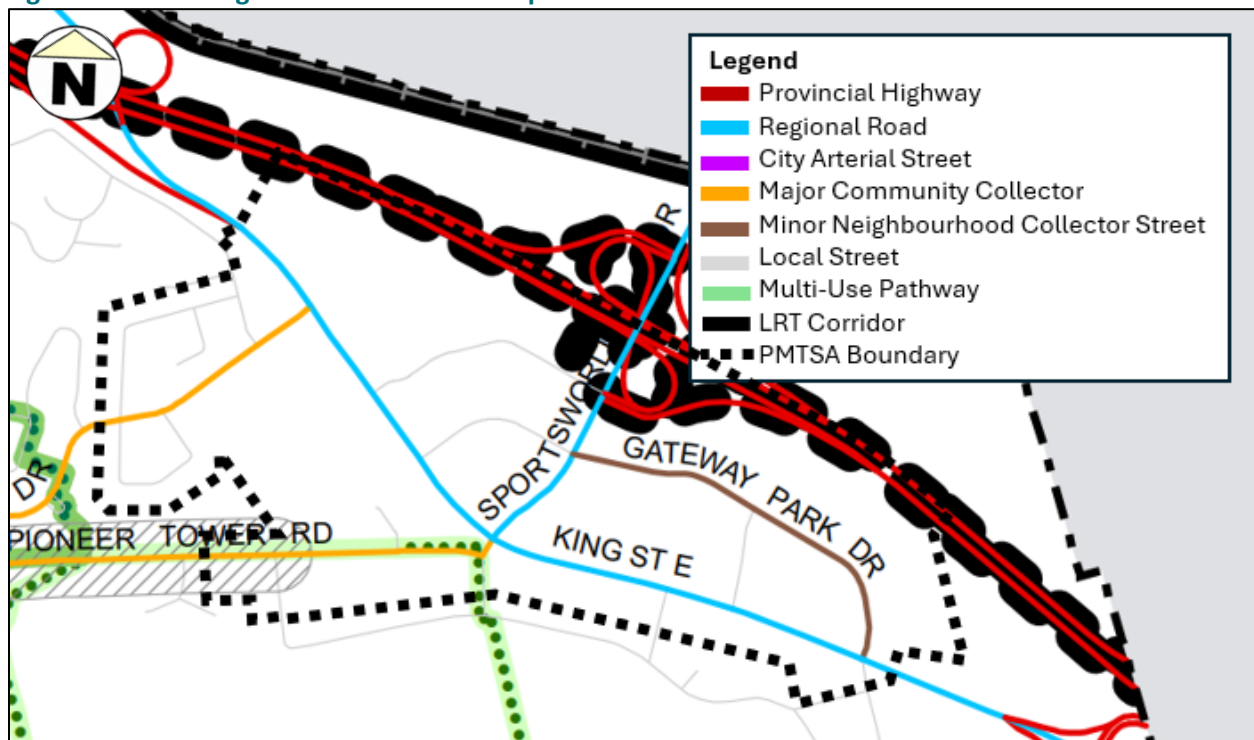 N
Legend
Provincial Highway
Regional Road
City Arterial Street
Major Community Collector
Minor Neighbourhood Collector Street
Local Street
Multi-Use Pathway
LRT Corridor
PMTSA Boundary
R
SPORTSWORL
GATEWAY PARK DR
DR
PIONEER TOWER RD
KING ST E